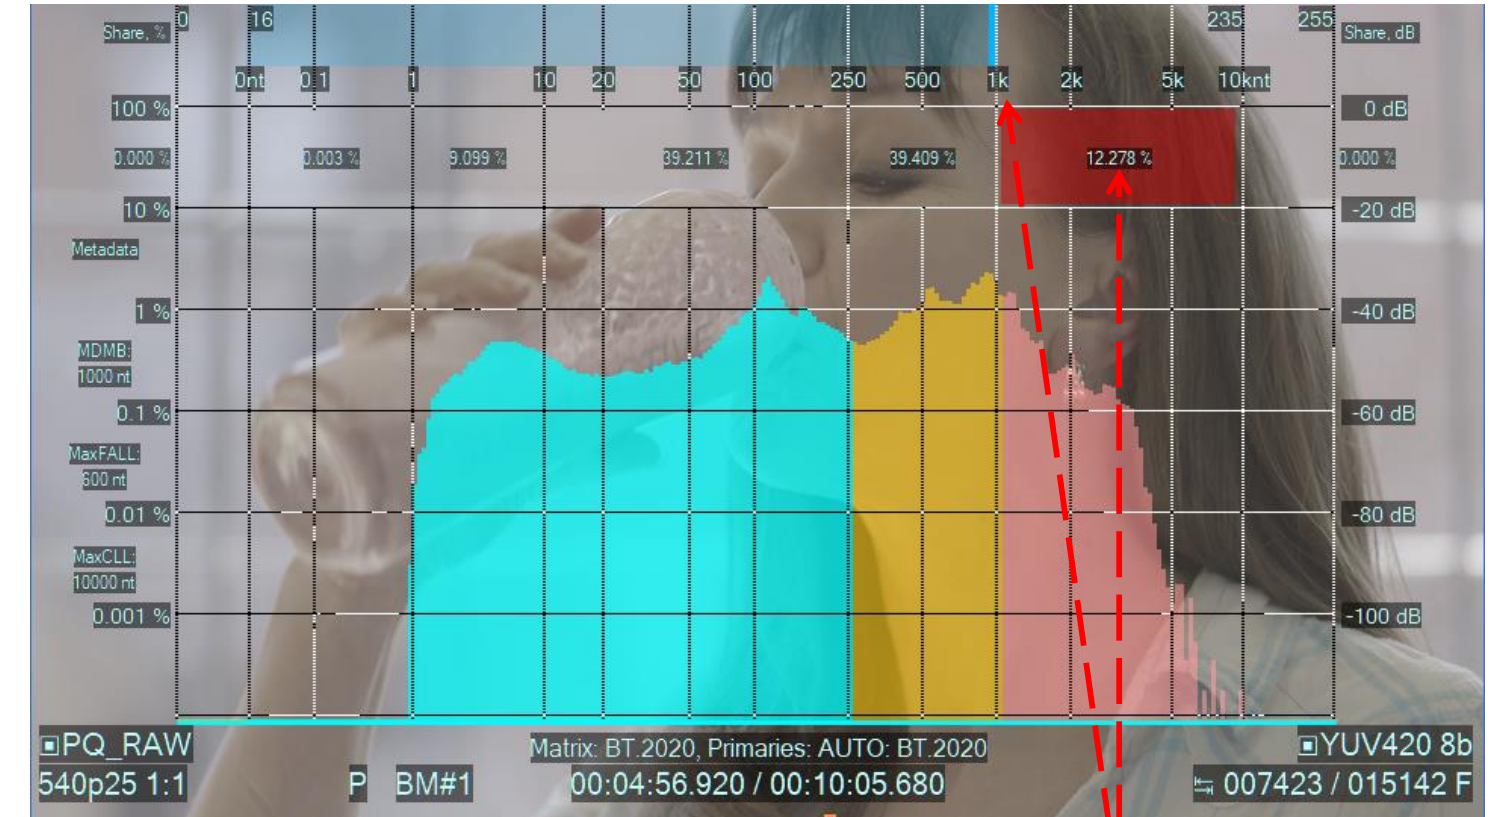 0 16 235 255
Share, % Share, dB
0nt 0.1 1 10 20 50 100 250 500 1k 2k 5k 10knt
100 % 0 dB
0.000 % 0.003 % 9.099 % 39.211 % 39.409 % 12.278 % 0.000 %
10 % -20 dB
Metadata
1 % -40 dB
MDMB:
1000 nt
0.1 % -60 dB
MaxFALL:
600 nt
0.01 % -80 dB
MaxCLL:
10000 nt
0.001 % -100 dB
PQ_RAW Matrix: BT.2020, Primaries: AUTO: BT.2020 YUV420 8b
540p25 1:1 P BM#1 00:04:56.920 / 00:10:05.680 007423 / 015142 F